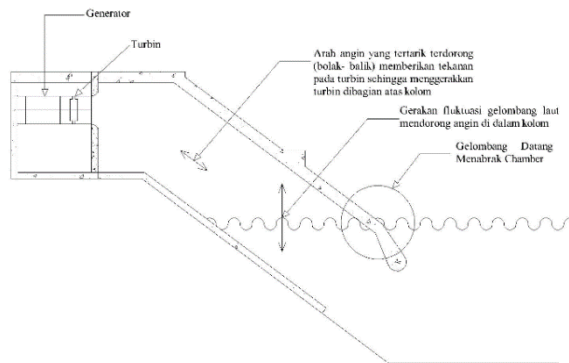 Generator
Turbin
Arah angin yang tertarik terdorong
(bolak- balik) memberikan tekanan
pada turbin sehingga menggerakkan
turbin dibagian atas kolom
Gerakan fluktuasi gelombang laut
mendorong angin di dalam kolom
Gelombang Datang
Menabrak Chamber